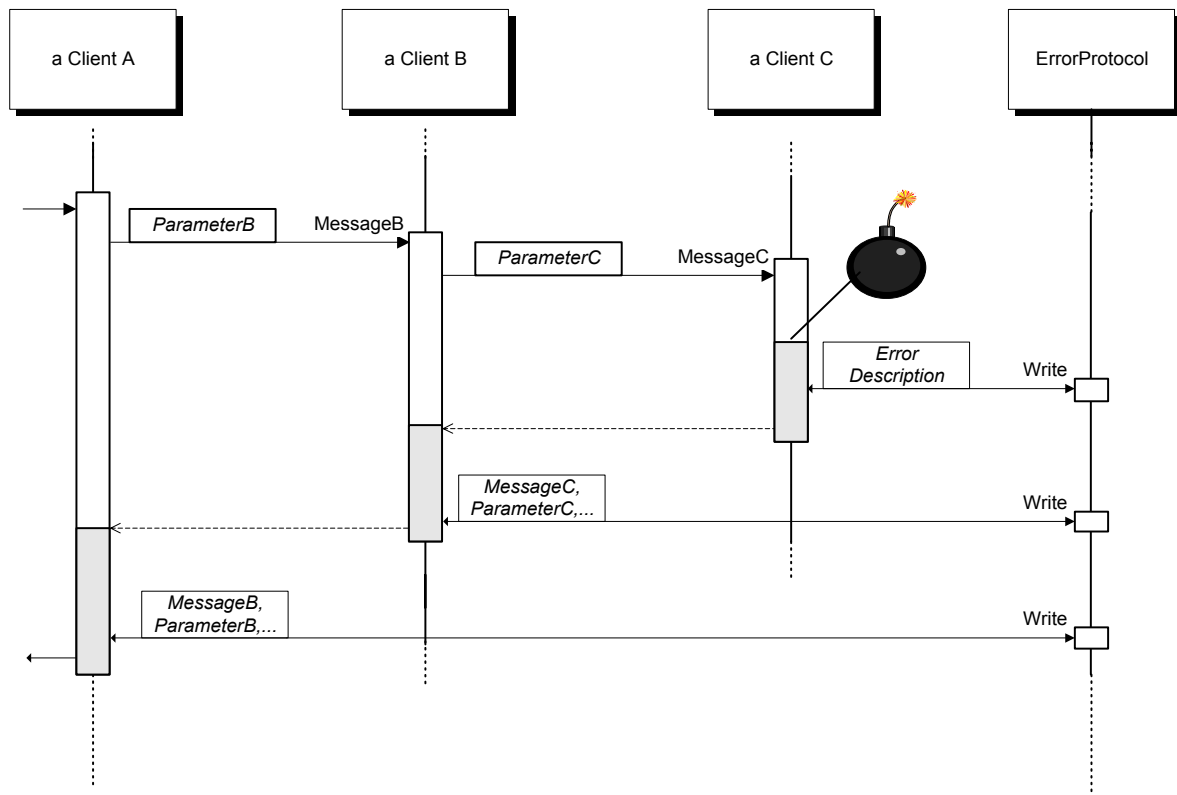 a Client A
a Client B
a Client C
ErrorProtocol
ParameterB
MessageB
ParameterC
MessageC
Error
Description
Write
MessageC,
ParameterC,...
Write
MessageB,
ParameterB,...
Write